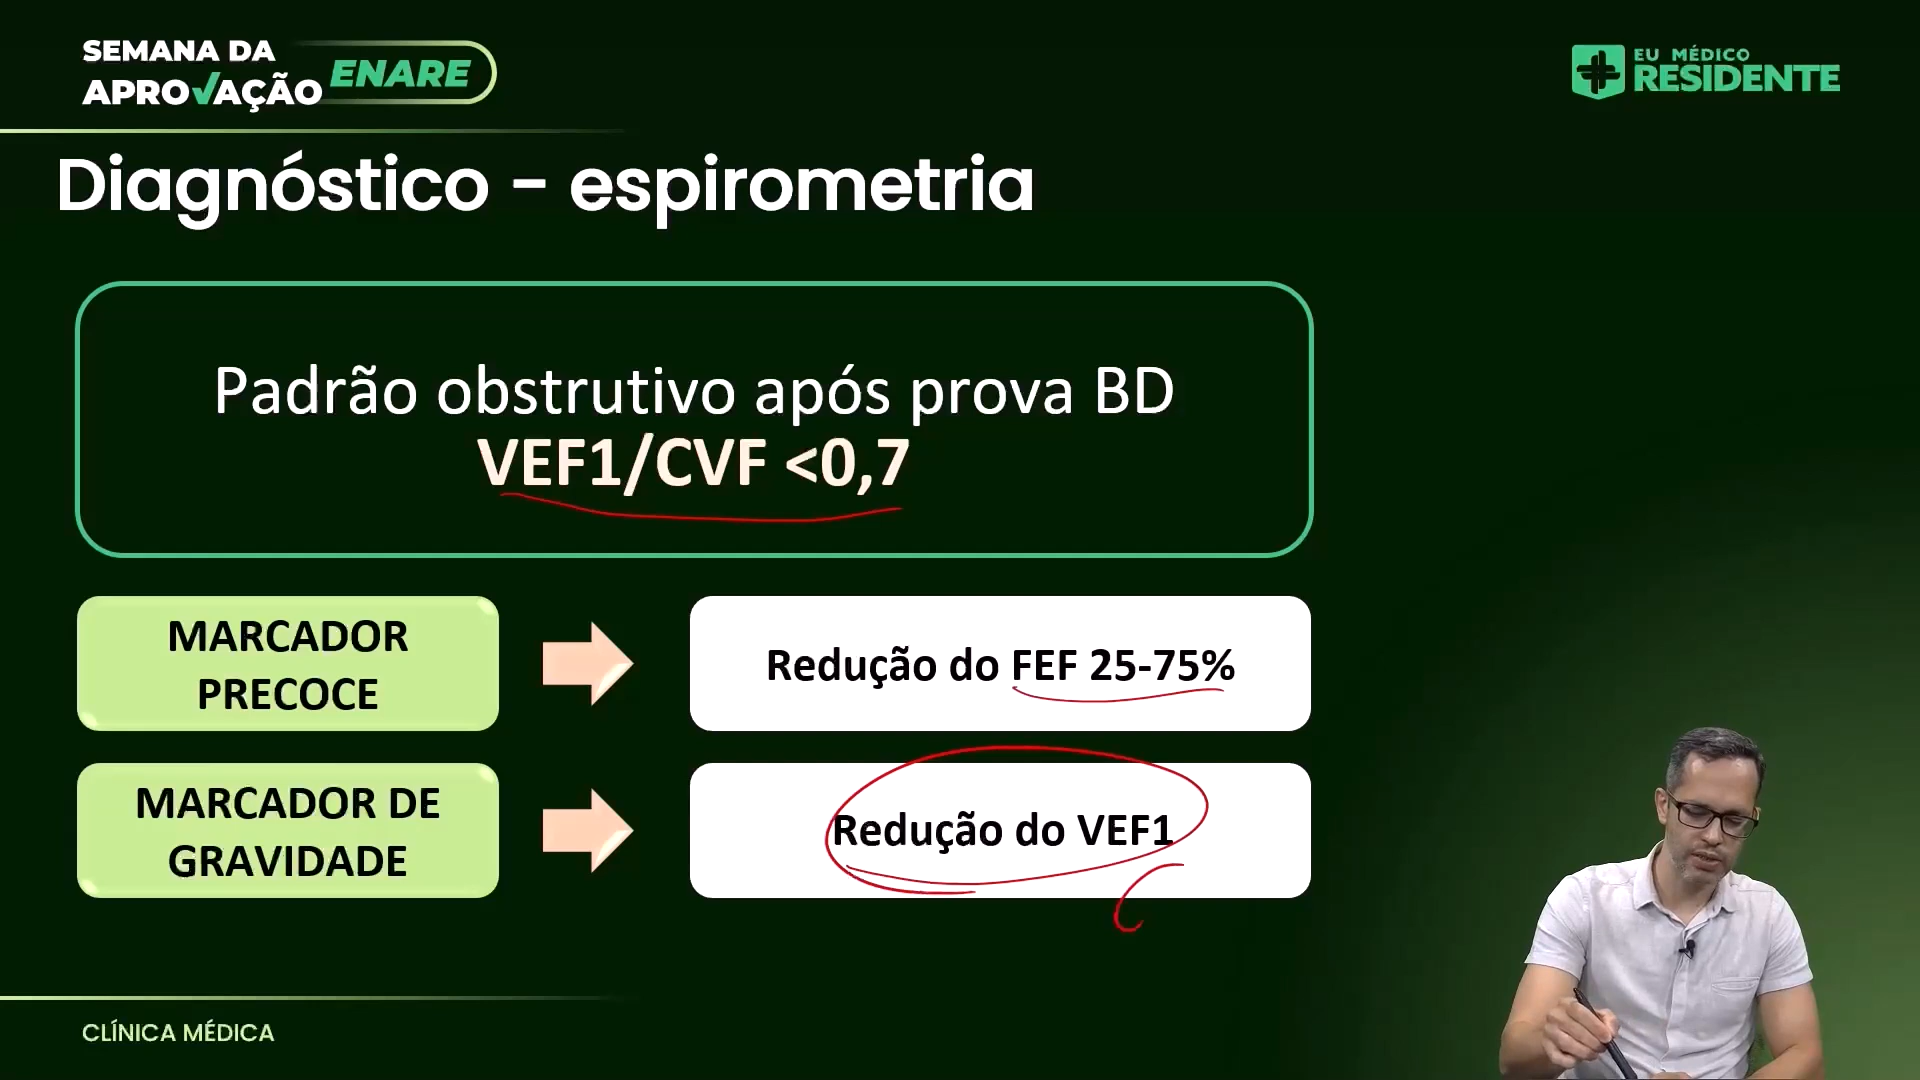 SEMANA DA
APROVAÇÃO ENARE
EU MÉDICO
RESIDENTE
Diagnóstico - espirometria
Padrão obstrutivo após prova BD
VEF1/CVF <0,7
MARCADOR
PRECOCE
Redução do FEF 25-75%
MARCADOR DE
GRAVIDADE
Redução do VEF1
CLÍNICA MÉDICA